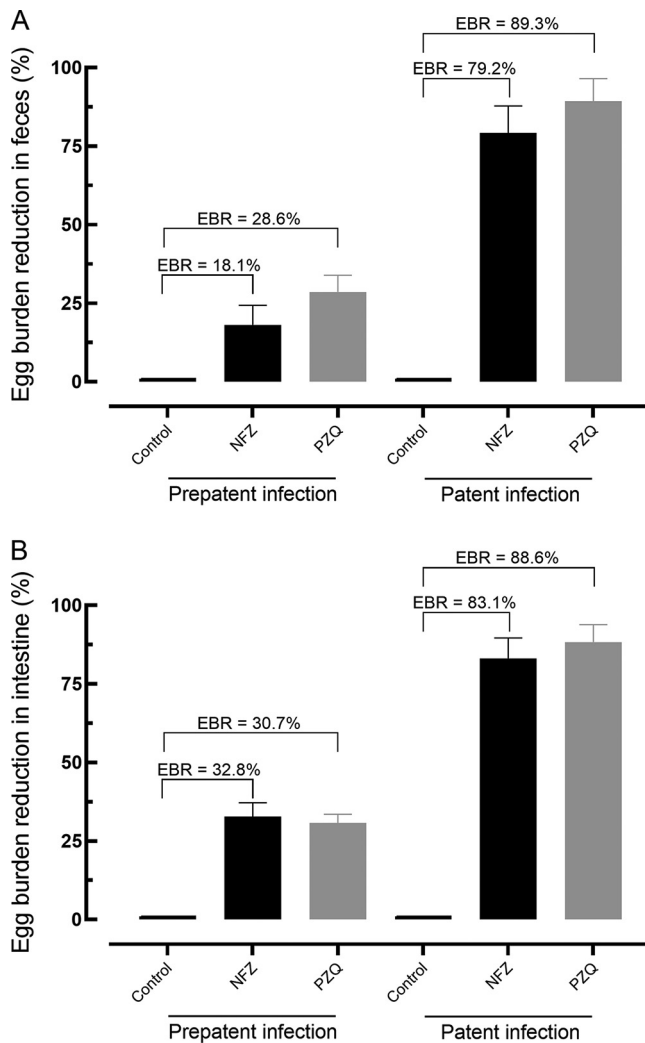 A
EBR = 89.3%
EBR = 79.2%
EBR = 28.6%
EBR = 18.1%
Egg burden reduction in feces (%)
100
75
50
25
0
Control
NFZ
PZQ
Control
NFZ
PZQ
Prepatent infection
Patent infection
B
EBR = 88.6%
EBR = 83.1%
EBR = 30.7%
EBR = 32.8%
Egg burden reduction in intestine (%)
100
75
50
25
0
Control
NFZ
PZQ
Control
NFZ
PZQ
Prepatent infection
Patent infection